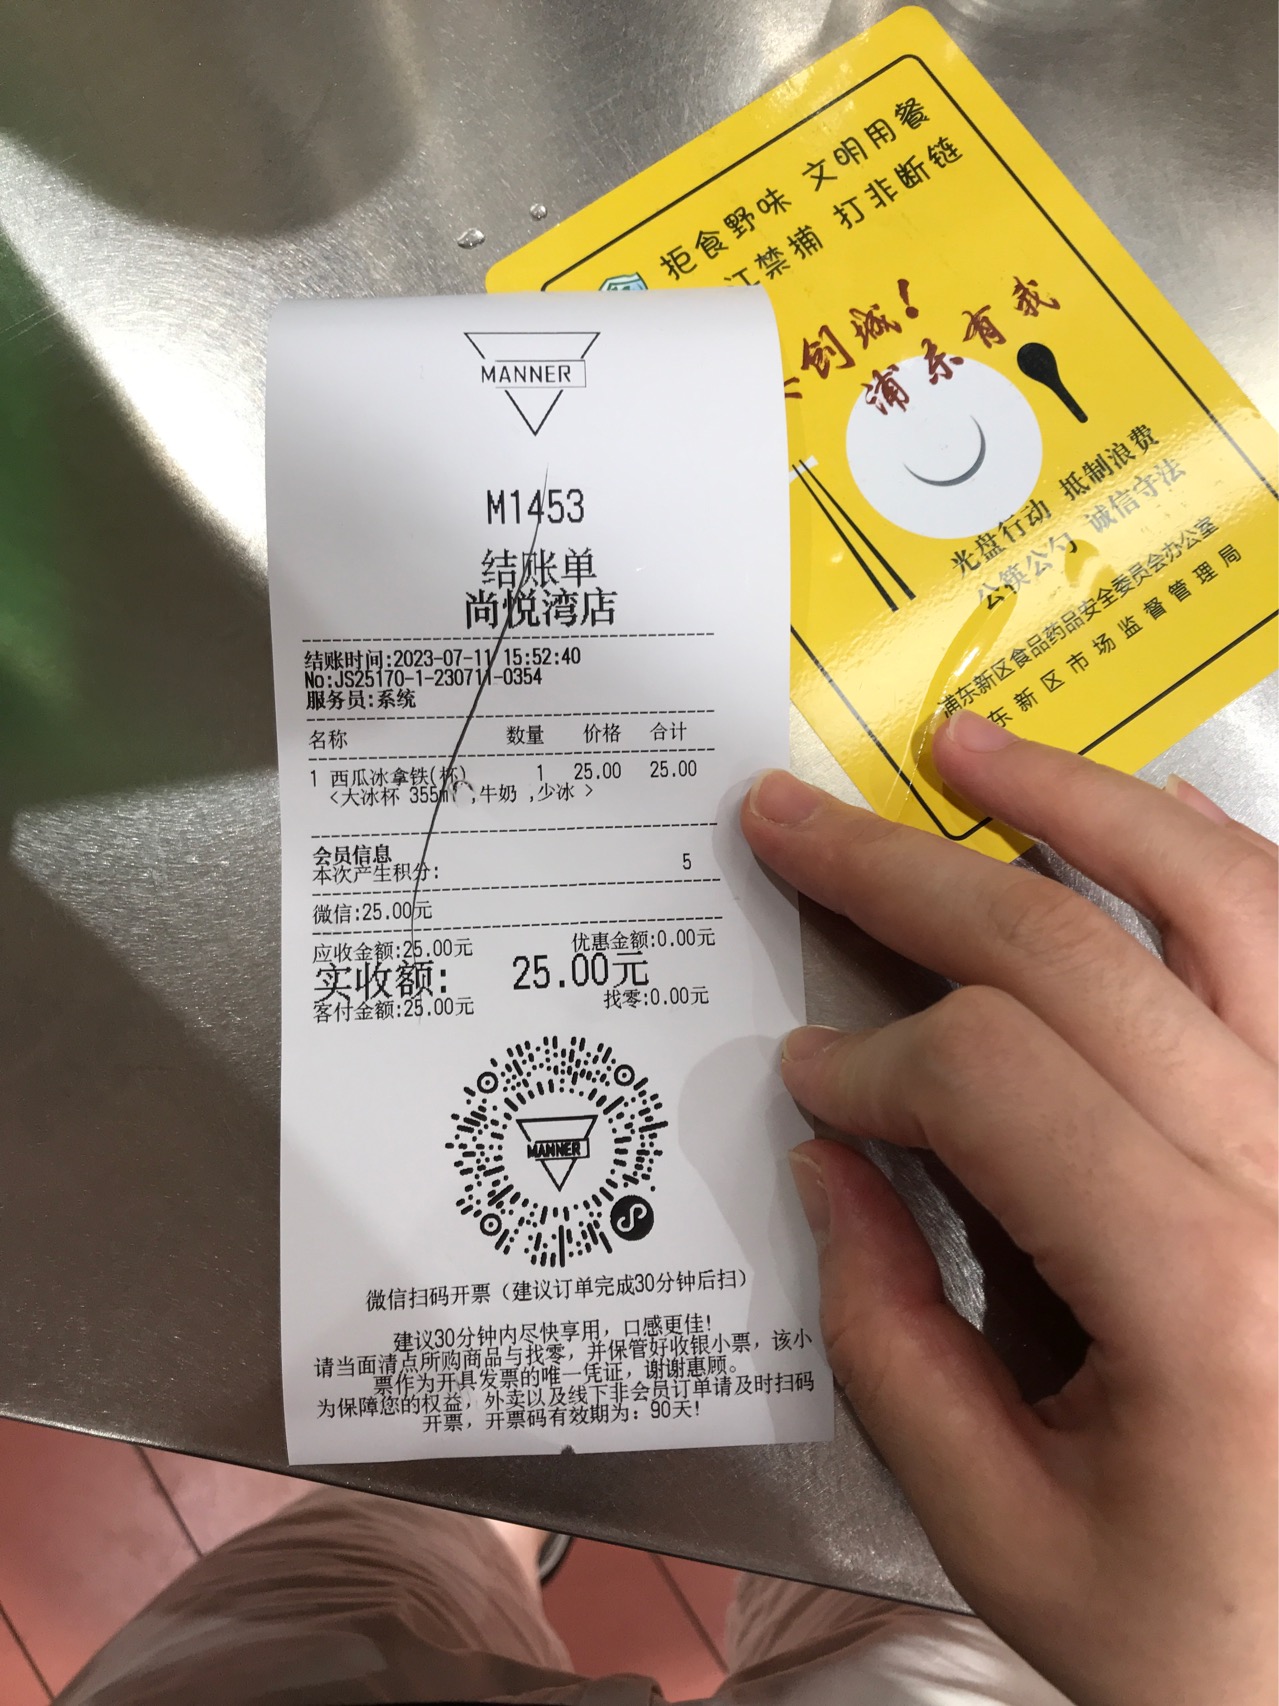 MANNER
M1453
结账单
尚悦湾店
结账时间:2023-07-11 15:52:40
No:JS25170-1-230711-0354
服务员:系统
名称 数量 价格 合计
1 西瓜冰拿铁(杯) 1 25.00 25.00
<大冰杯 355ml ,牛奶 ,少冰 >
会员信息
本次产生积分: 5
微信:25.00元
应收金额:25.00元 优惠金额:0.00元
实收额: 25.00元
客付金额:25.00元 找零:0.00元
MANNER
微信扫码开票（建议订单完成30分钟后扫）
建议30分钟内尽快享用，口感更佳!
请当面清点所购商品与找零，并保管好收银小票，该小
票作为开具发票的唯一凭证，谢谢惠顾。
为保障您的权益，外卖以及线下非会员订单请及时扫码
开票，开票码有效期为：90天!
拒食野味 文明用餐
江禁捕 打非断链
创城!
浦东有我
光盘行动 抵制浪费
公筷公勺 诚信守法
浦东新区食品药品安全委员会办公室
东新区市场监督管理局